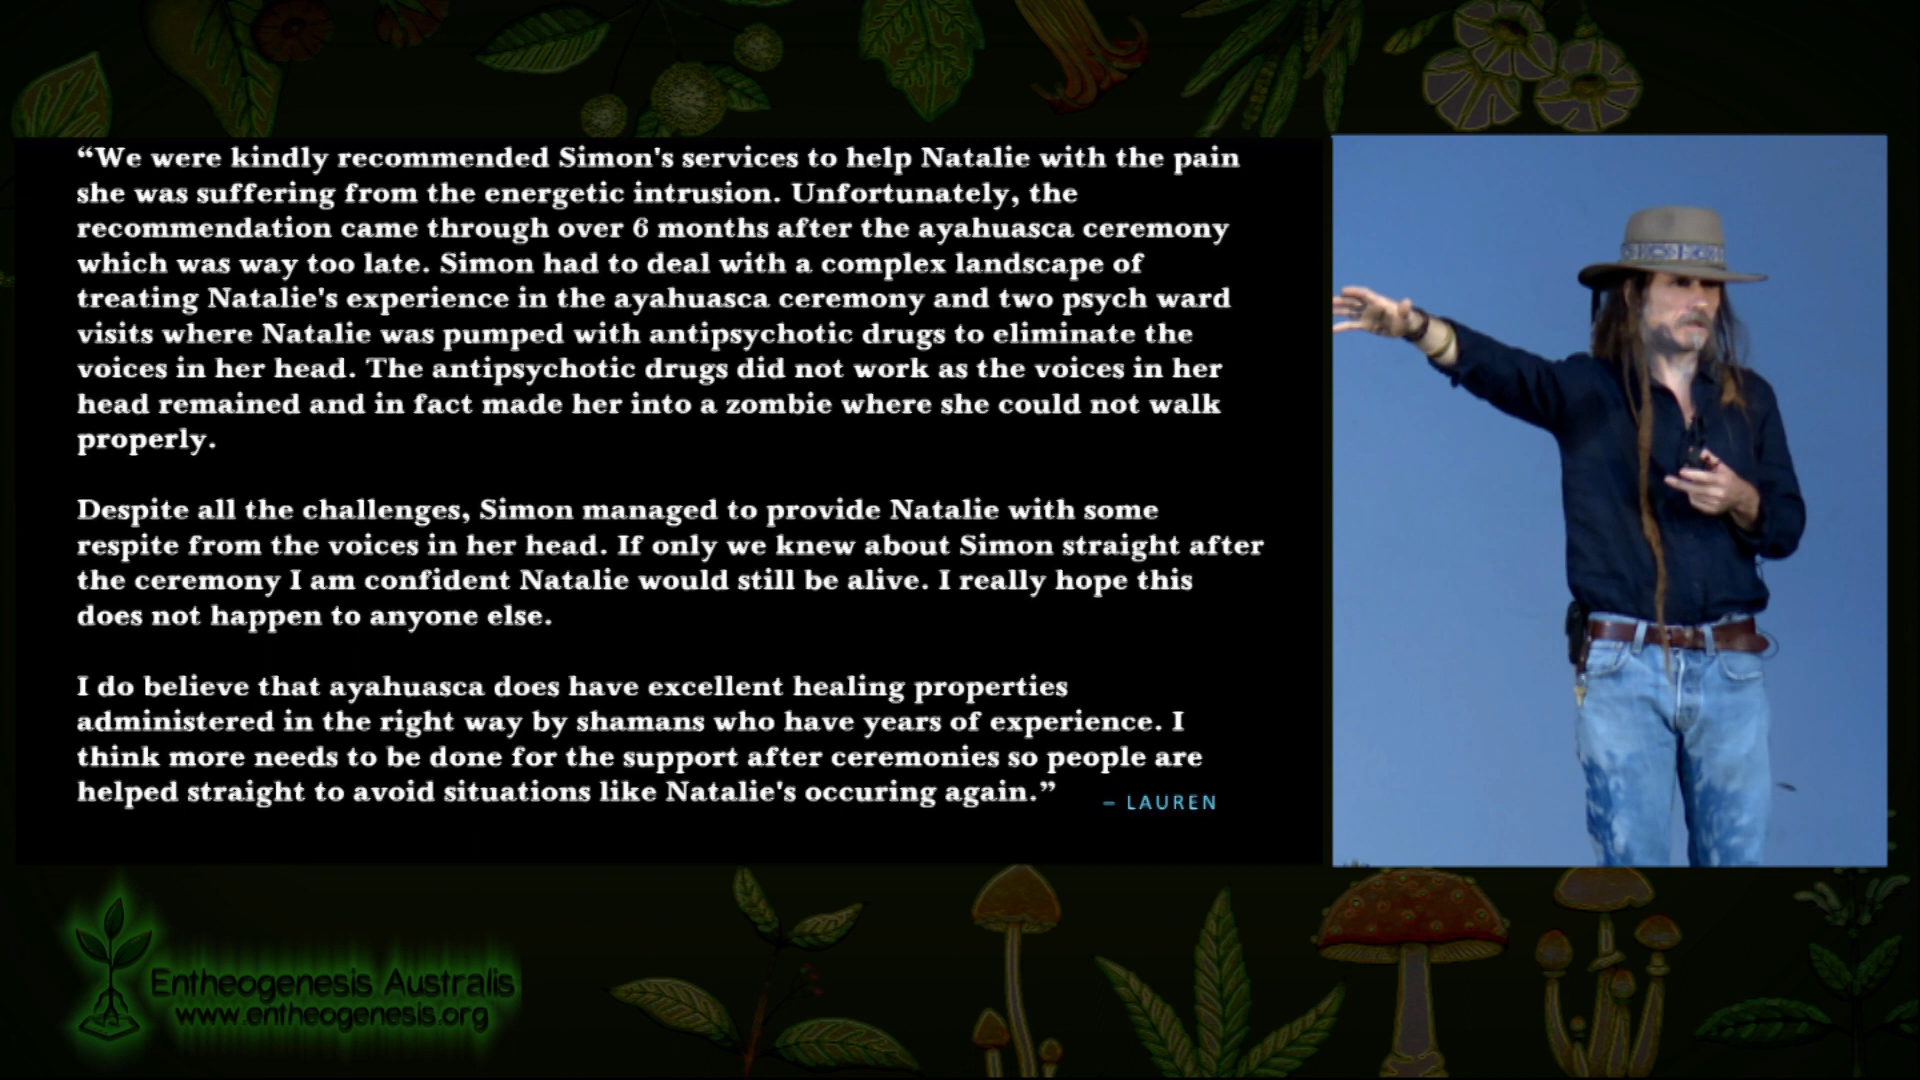 “We were kindly recommended Simon's services to help Natalie with the pain
she was suffering from the energetic intrusion. Unfortunately, the
recommendation came through over 6 months after the ayahuasca ceremony
which was way too late. Simon had to deal with a complex landscape of
treating Natalie's experience in the ayahuasca ceremony and two psych ward
visits where Natalie was pumped with antipsychotic drugs to eliminate the
voices in her head. The antipsychotic drugs did not work as the voices in her
head remained and in fact made her into a zombie where she could not walk
properly.
Despite all the challenges, Simon managed to provide Natalie with some
respite from the voices in her head. If only we knew about Simon straight after
the ceremony I am confident Natalie would still be alive. I really hope this
does not happen to anyone else.
I do believe that ayahuasca does have excellent healing properties
administered in the right way by shamans who have years of experience. I
think more needs to be done for the support after ceremonies so people are
helped straight to avoid situations like Natalie's occuring again.”
– LAUREN
Entheogenesis Australis
www.entheogenesis.org